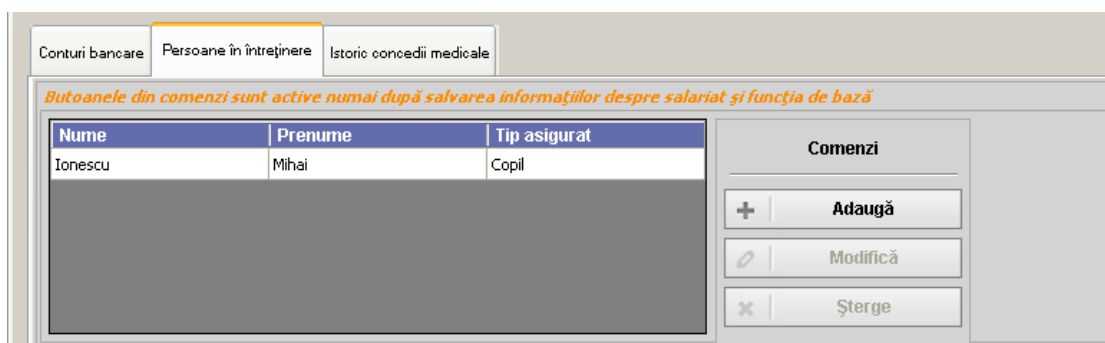 Conturi bancare Persoane în întreţinere Istoric concedii medicale
Butoanele din comenzi sunt active numai după salvarea informaţiilor despre salariat şi funcţia de bază
Nume Prenume Tip asigurat
Ionescu Mihai Copil
Comenzi
Adaugă
Modifică
Şterge